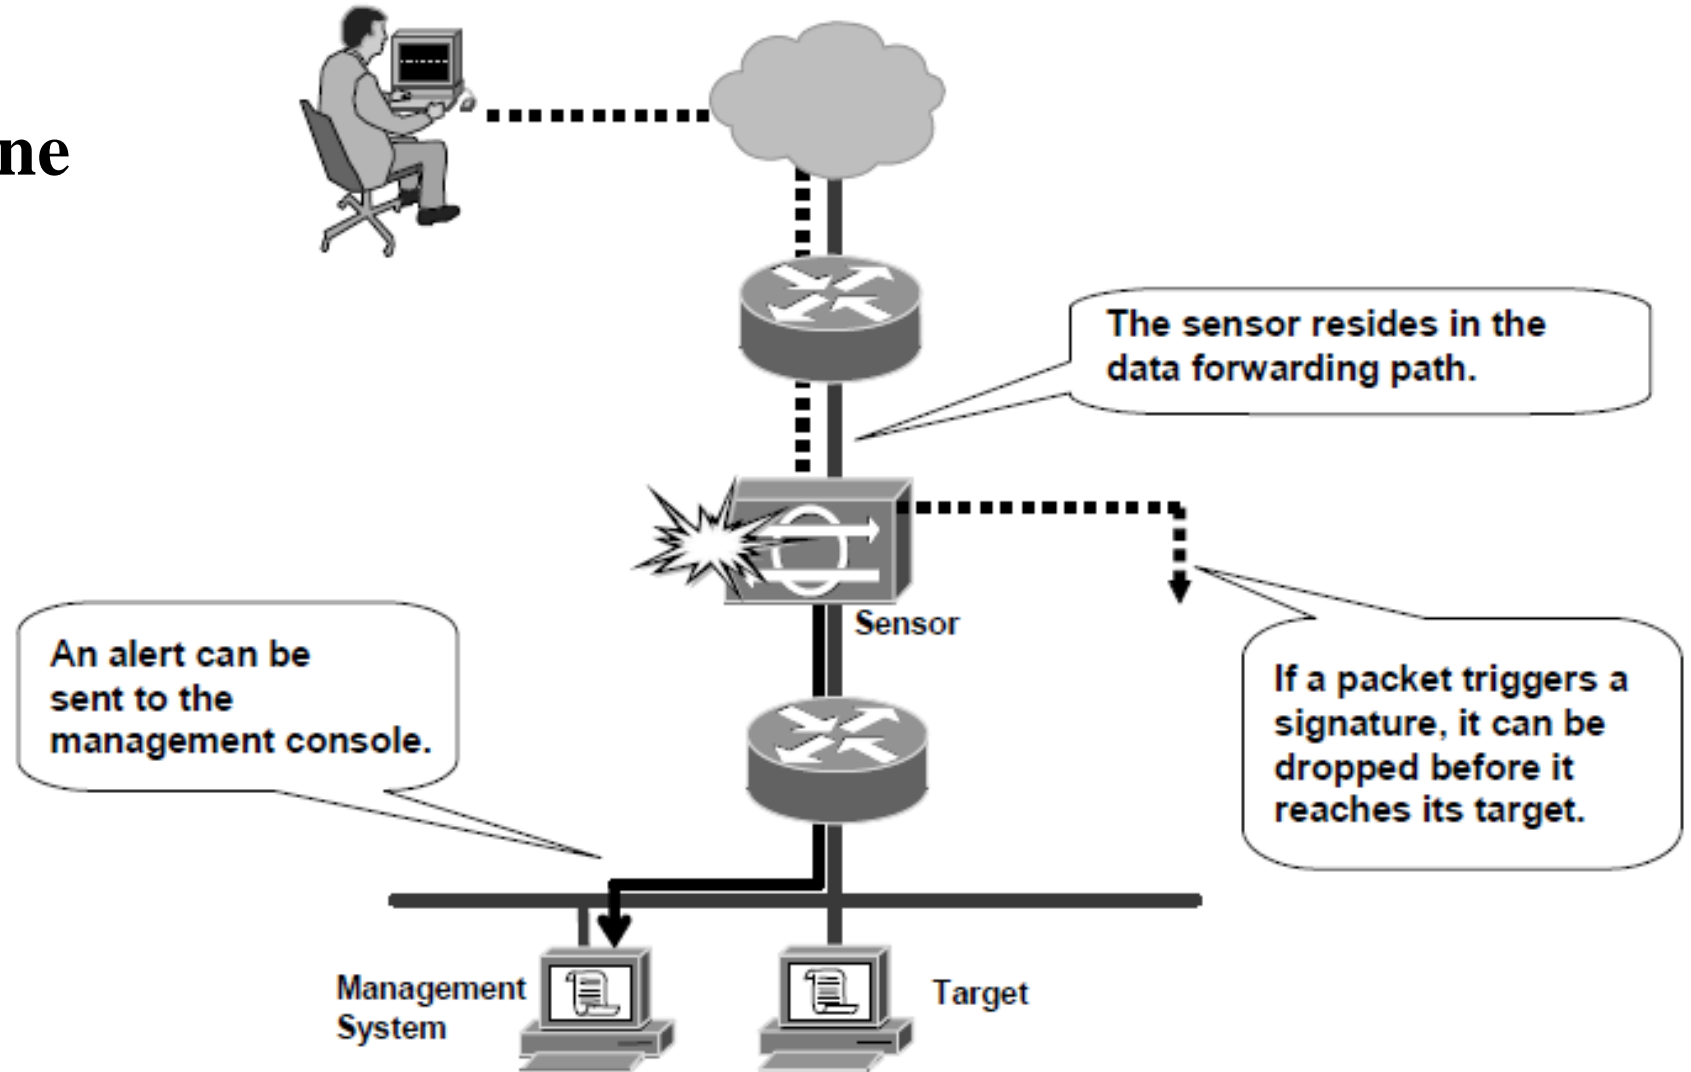 ne
The sensor resides in the
data forwarding path.
Sensor
An alert can be
sent to the
management console.
If a packet triggers a
signature, it can be
dropped before it
reaches its target.
Management
System
Target